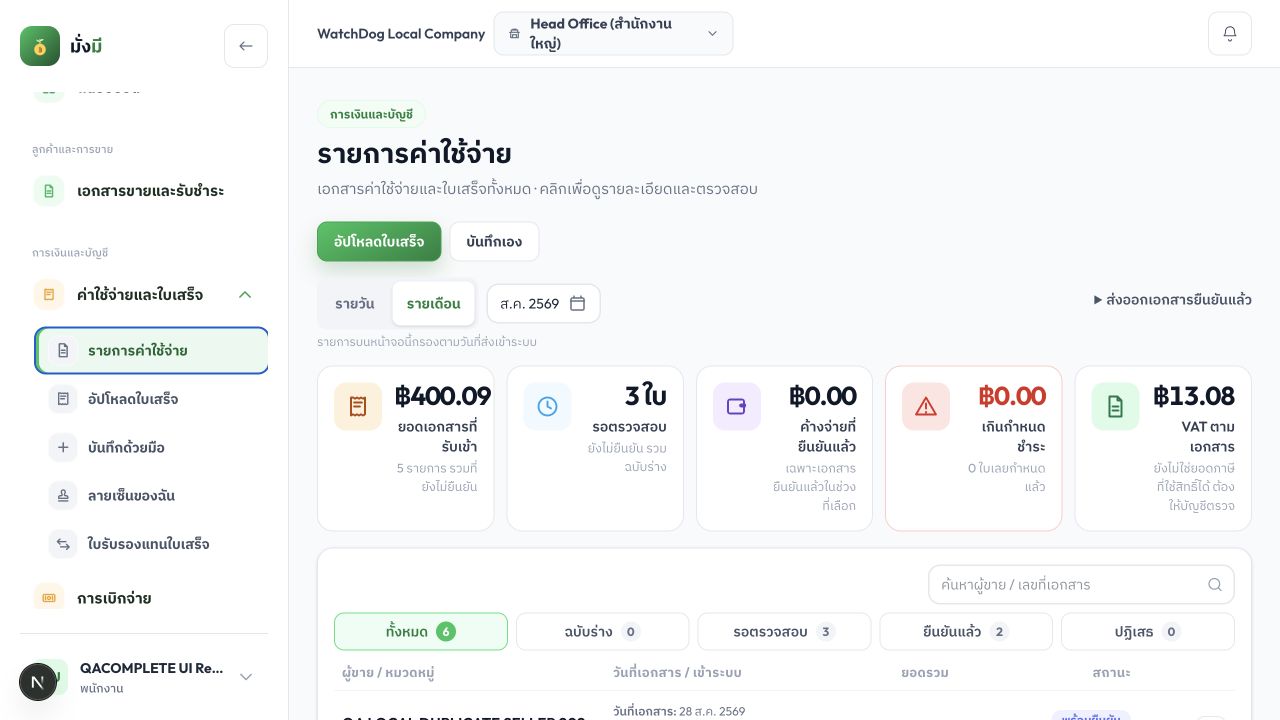 มั่งมี
WatchDog Local Company
Head Office (สำนักงาน
ใหญ่)
ลูกค้าและการขาย
เอกสารขายและรับชำระ
การเงินและบัญชี
ค่าใช้จ่ายและใบเสร็จ
รายการค่าใช้จ่าย
อัปโหลดใบเสร็จ
บันทึกด้วยมือ
ลายเซ็นของฉัน
ใบรับรองแทนใบเสร็จ
การเบิกจ่าย
N
QACOMPLETE UI Re...
พนักงาน
การเงินและบัญชี
รายการค่าใช้จ่าย
เอกสารค่าใช้จ่ายและใบเสร็จทั้งหมด · คลิกเพื่อดูรายละเอียดและตรวจสอบ
อัปโหลดใบเสร็จ
บันทึกเอง
รายวัน
รายเดือน
ส.ค. 2569
ส่งออกเอกสารยืนยันแล้ว
รายการบนหน้าจอนี้กรองตามวันที่ส่งเข้าระบบ
฿400.09
ยอดเอกสารที่
รับเข้า
5 รายการ รวมที่
ยังไม่ยืนยัน
3 ใบ
รอตรวจสอบ
ยังไม่ยืนยัน รวม
ฉบับร่าง
฿0.00
ค้างจ่ายที่
ยืนยันแล้ว
เฉพาะเอกสาร
ยืนยันแล้วในช่วง
ที่เลือก
฿0.00
เกินกำหนด
ชำระ
0 ใบเลยกำหนด
แล้ว
฿13.08
VAT ตาม
เอกสาร
ยังไม่ใช่ยอดภาษี
ที่ใช้สิทธิ์ได้ ต้อง
ให้บัญชีตรวจ
ค้นหาผู้ขาย / เลขที่เอกสาร
ทั้งหมด 6
ฉบับร่าง 0
รอตรวจสอบ 3
ยืนยันแล้ว 2
ปฏิเสธ 0
ผู้ขาย / หมวดหมู่
วันที่เอกสาร / เข้าระบบ
ยอดรวม
สถานะ
วันที่เอกสาร: 28 ส.ค. 2569
QA LOCAL DUPLICATE SELLER